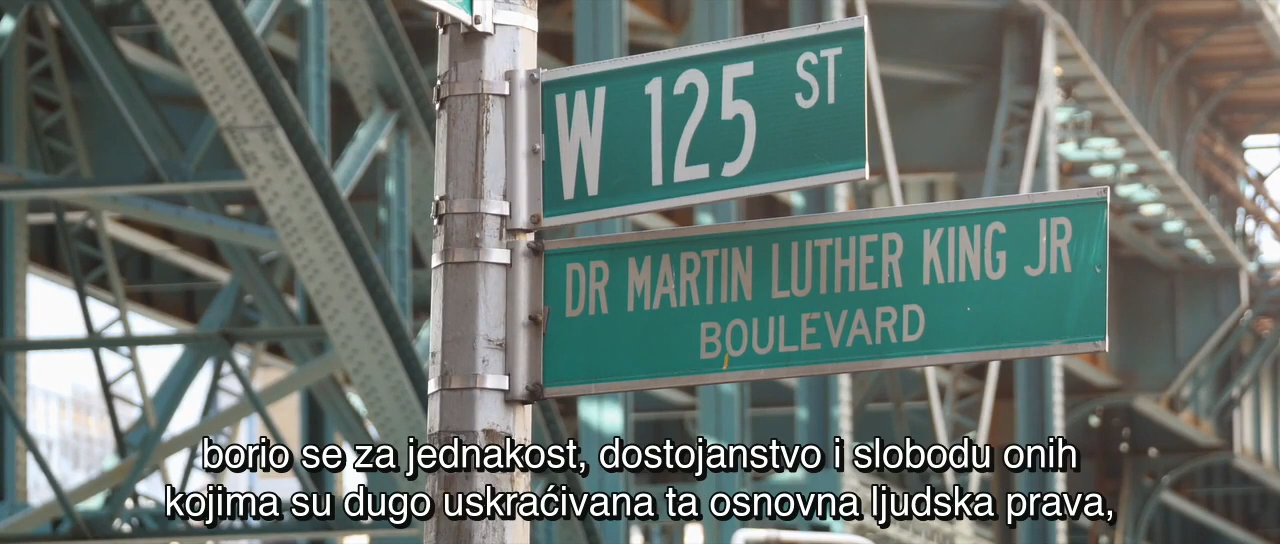 W 125 ST
DR MARTIN LUTHER KING JR
BOULEVARD
borio se za jednakost, dostojanstvo i slobodu onih
kojima su dugo uskraćivana ta osnovna ljudska prava,